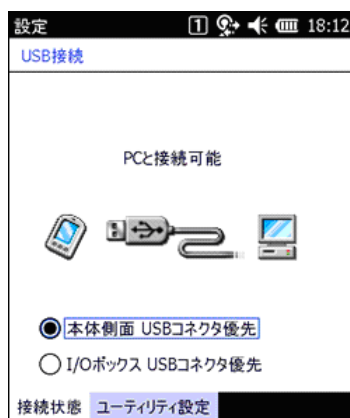 設定 1 18:12
USB接続
PCと接続可能
本体側面 USBコネクタ優先
I/Oボックス USBコネクタ優先
接続状態 ユーティリティ設定